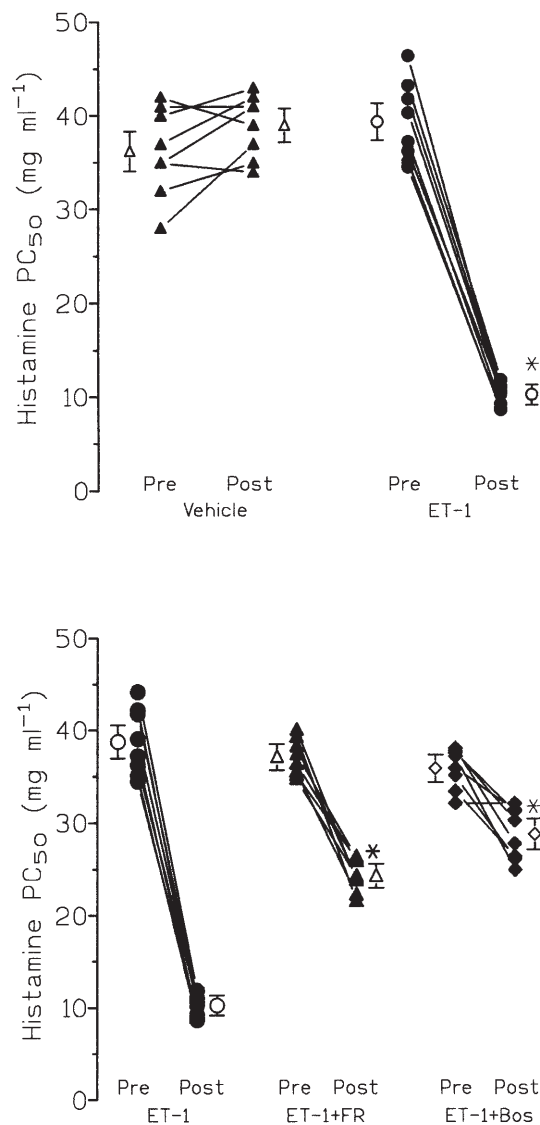 Histamine PC50 (mg ml−1)
50
40
30
20
10
0
*
Pre Post Pre Post
Vehicle ET-1
Histamine PC50 (mg ml−1)
50
40
30
20
10
0
* *
Pre Post Pre Post Pre Post
ET-1 ET-1+FR ET-1+Bos